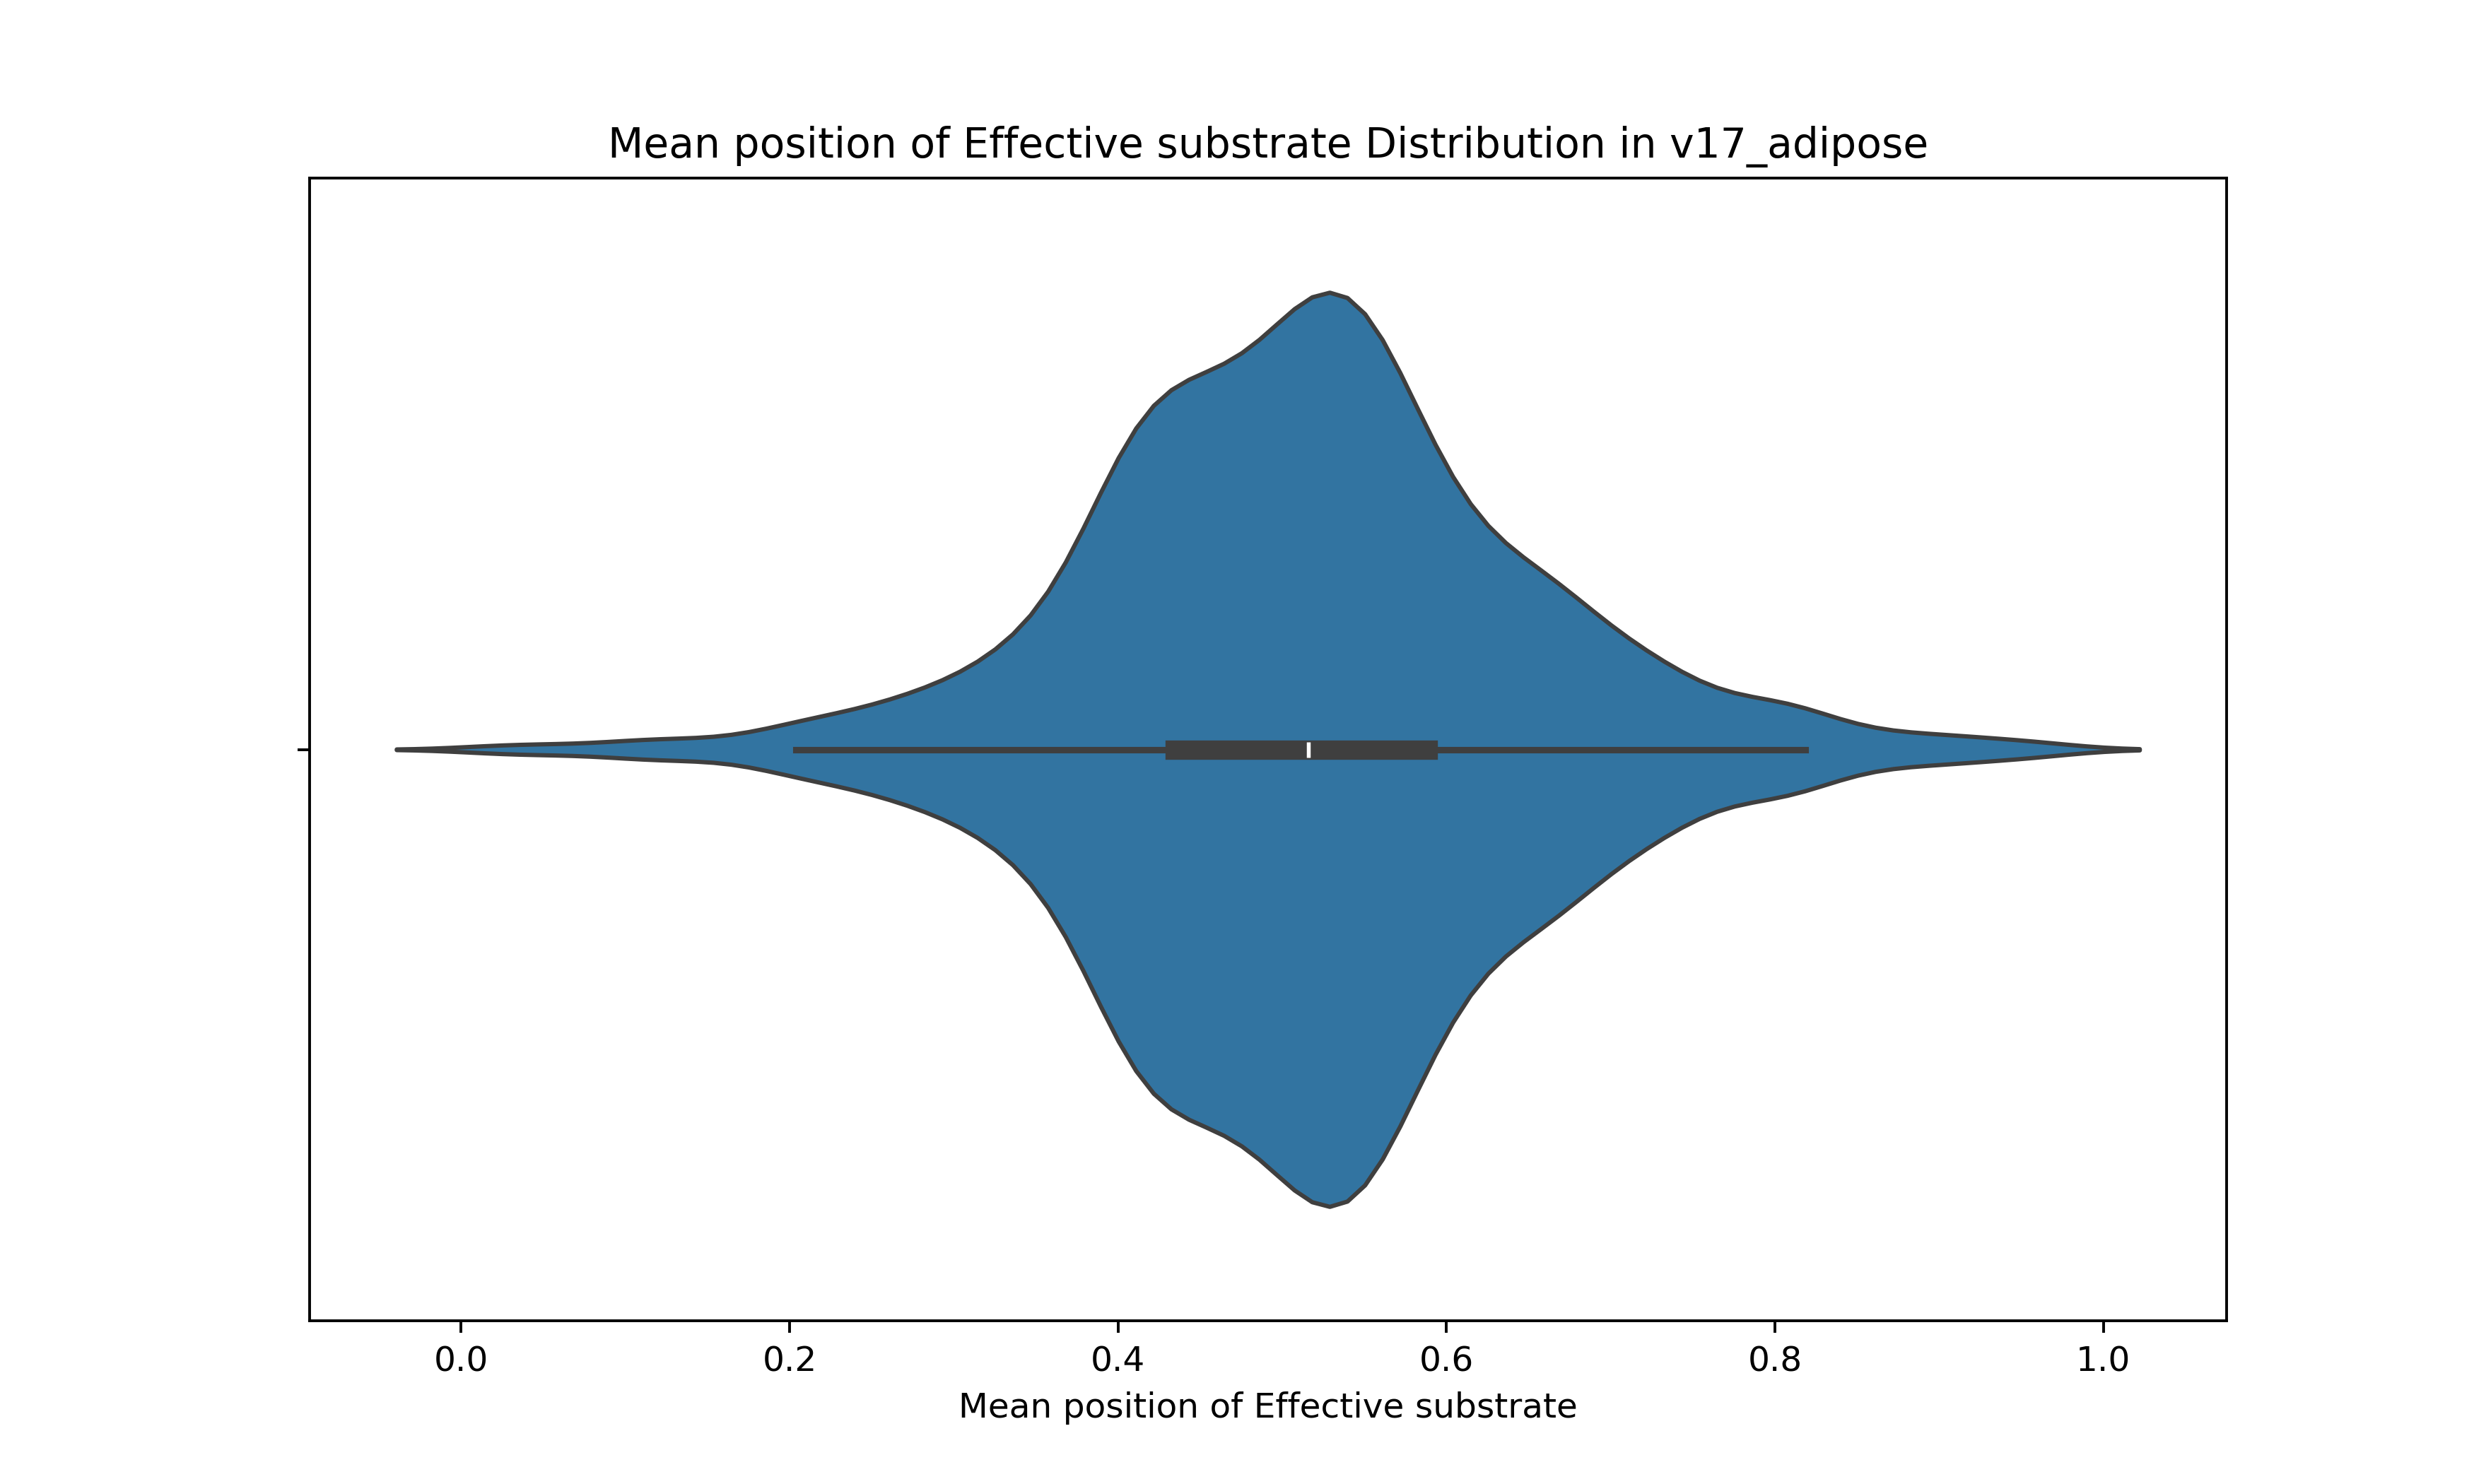 Mean position of Effective substrate Distribution in v17_adipose
0.0 0.2 0.4 0.6 0.8 1.0
Mean position of Effective substrate